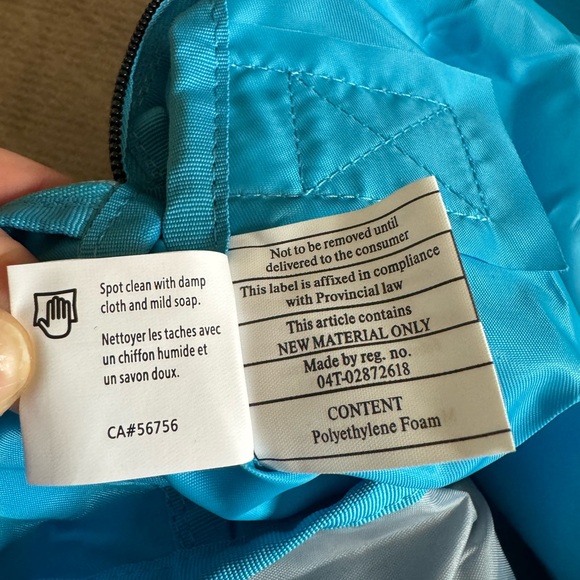 Spot clean with damp
cloth and mild soap.
Nettoyer les taches avec
un chiffon humide et
un savon doux.
CA#56756
Not to be removed until
delivered to the consumer
This label is affixed in compliance
with Provincial law
This article contains
NEW MATERIAL ONLY
Made by reg. no.
04T-02872618
CONTENT
Polyethylene Foam